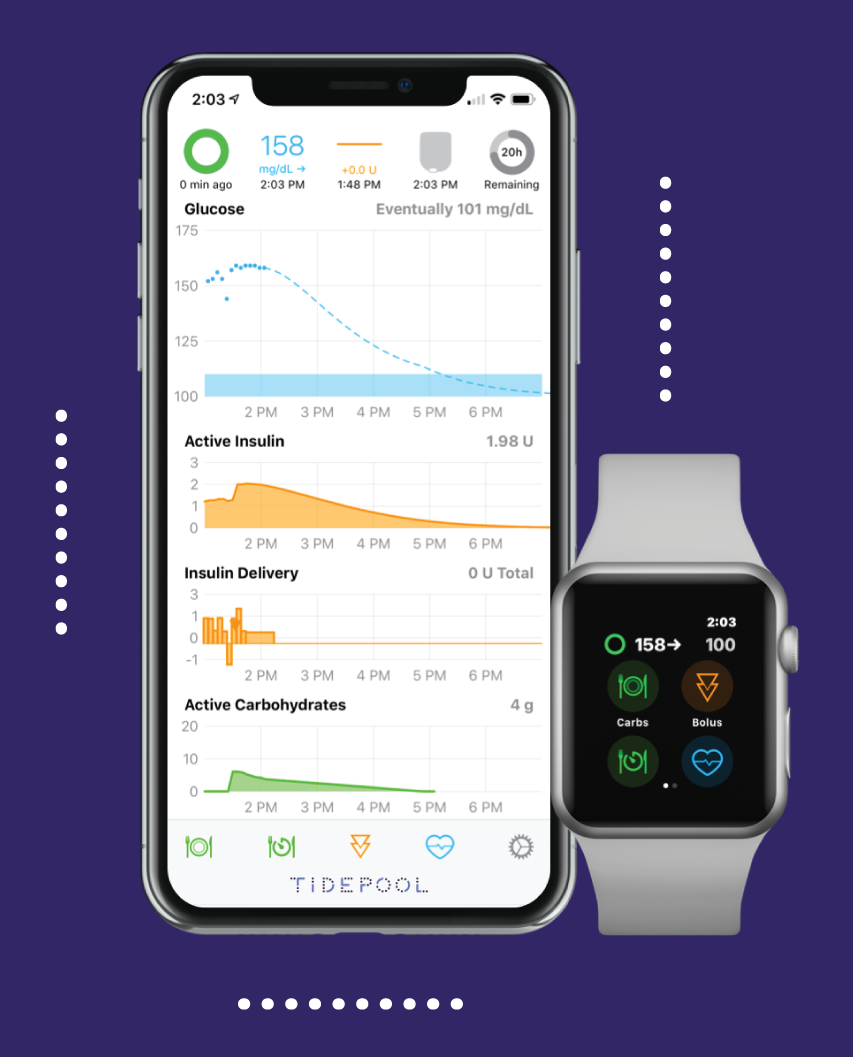 2:03
158
20h
mg/dL →
+0.0 U
0 min ago
2:03 PM
1:48 PM
2:03 PM
Remaining
Glucose
Eventually 101 mg/dL
175
150
125
100
2 PM 3 PM 4 PM 5 PM 6 PM
Active Insulin
1.98 U
3
2
1
0
2 PM 3 PM 4 PM 5 PM 6 PM
Insulin Delivery
0 U Total
3
1
0
-1
2 PM 3 PM 4 PM 5 PM 6 PM
Active Carbohydrates
4 g
20
10
0
2 PM 3 PM 4 PM 5 PM 6 PM
TIDEPOOL
2:03
158→ 100
Carbs Bolus